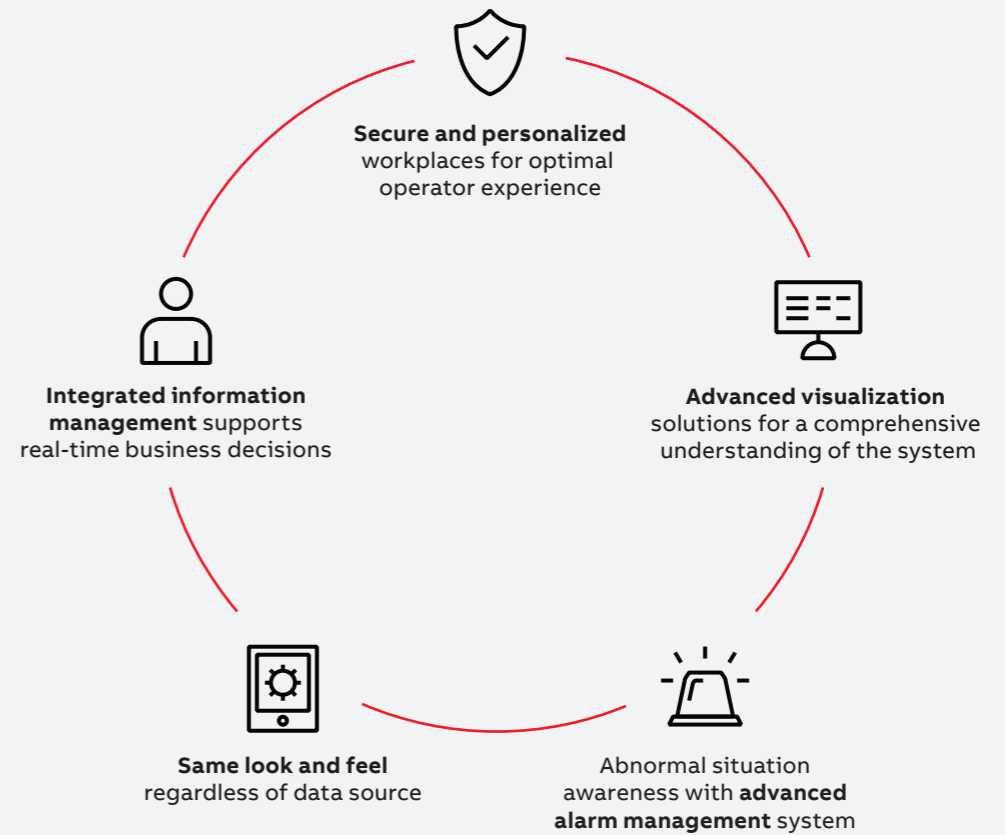 Secure and personalized
workplaces for optimal
operator experience
Integrated information
management supports
real-time business decisions
Advanced visualization
solutions for a comprehensive
understanding of the system
Same look and feel
regardless of data source
Abnormal situation
awareness with advanced
alarm management system